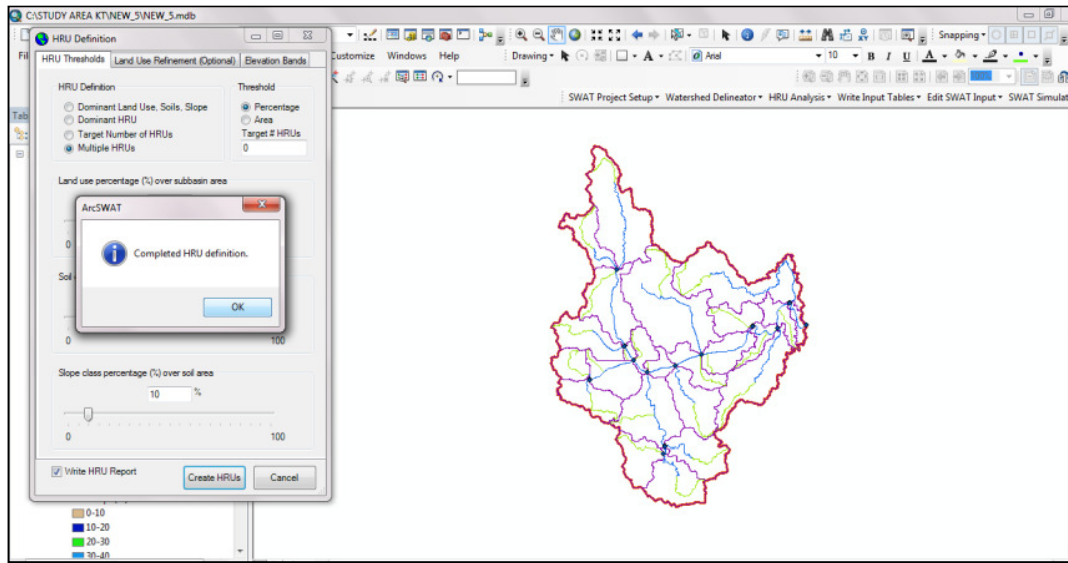 C:\STUDY AREA KT\NEW_5\NEW_5.mdb
HRU Definition
HRU Thresholds
Land Use Refinement (Optional)
Elevation Bands
HRU Definition
Dominant Land Use, Soils, Slope
Dominant HRU
Target Number of HRUs
Multiple HRUs
Threshold
Percentage
Area
Target # HRUs
0
Land use percentage (%) over subbasin area
ArcSWAT
Completed HRU definition.
OK
0
Soil
0
100
Slope class percentage (%) over soil area
10
%
0
100
Write HRU Report
Create HRUs
Cancel
Fil
Customize
Windows
Help
Drawing
A
Arial
10
B
I
U
A
A
Snapping
100%
SWAT Project Setup
Watershed Delineator
HRU Analysis
Write Input Tables
Edit SWAT Input
SWAT Simulat
Tab
0-10
10-20
20-30
30-40